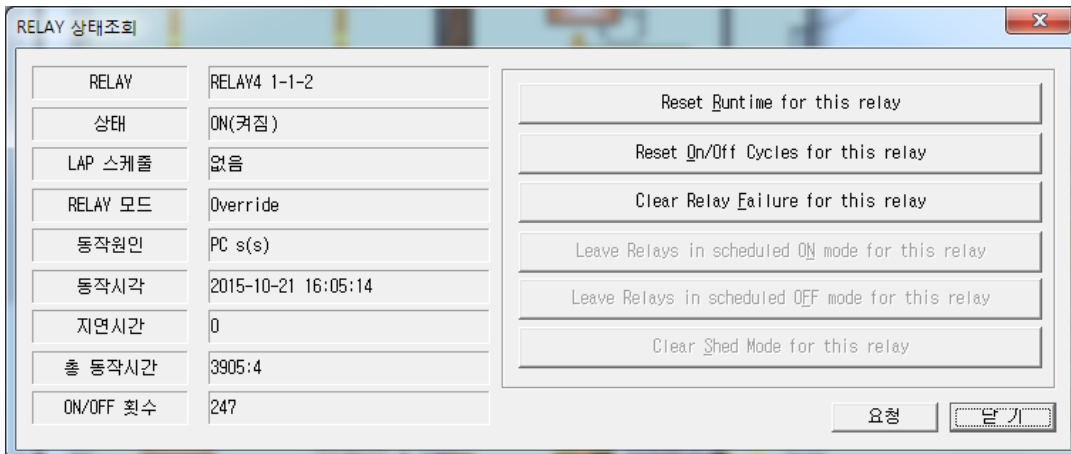 RELAY 상태조회
RELAY RELAY4 1-1-2
상태 ON(켜짐)
LAP 스케줄 없음
RELAY 모드 Override
동작원인 PC s(s)
동작시각 2015-10-21 16:05:14
지연시간 0
총 동작시간 3905:4
ON/OFF 횟수 247
Reset Runtime for this relay
Reset On/Off Cycles for this relay
Clear Relay Failure for this relay
Leave Relays in scheduled ON mode for this relay
Leave Relays in scheduled OFF mode for this relay
Clear Shed Mode for this relay
요청 닫 기